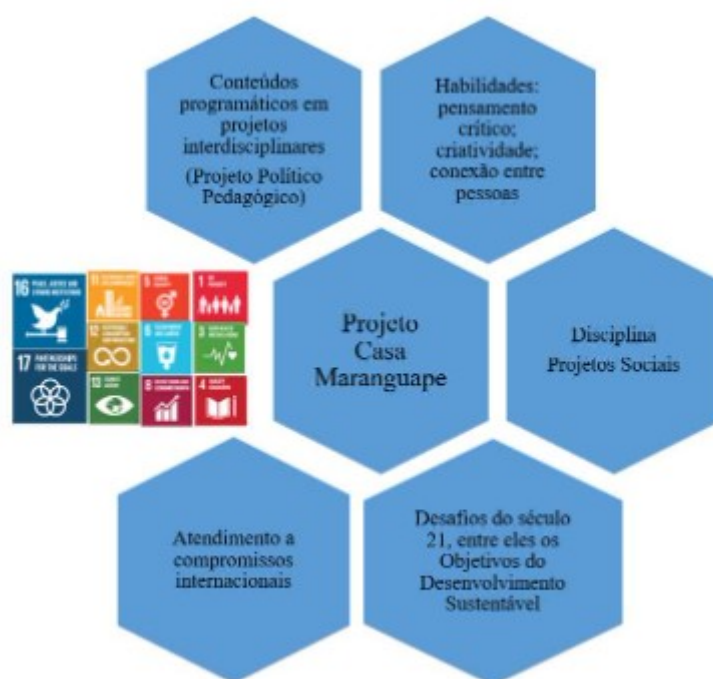 Conteúdos
programáticos em
projetos
interdisciplinares
(Projeto Político
Pedagógico)
Habilidades:
pensamento
crítico;
criatividade;
conexão entre
pessoas
16
11
5
1
12
6
3
17
PARTNERSHIPS
FOR THE GOALS
13
8
4
Projeto
Casa
Maranguape
Disciplina
Projetos Sociais
Atendimento a
compromissos
internacionais
Desafios do século
21, entre eles os
Objetivos do
Desenvolvimento
Sustentável